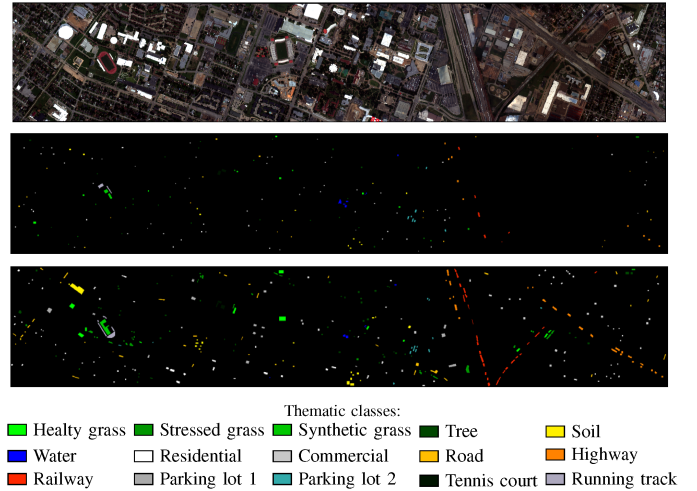 Thematic classes:
Healty grass Stressed grass Synthetic grass Tree Soil
Water Residential Commercial Road Highway
Railway Parking lot 1 Parking lot 2 Tennis court Running track